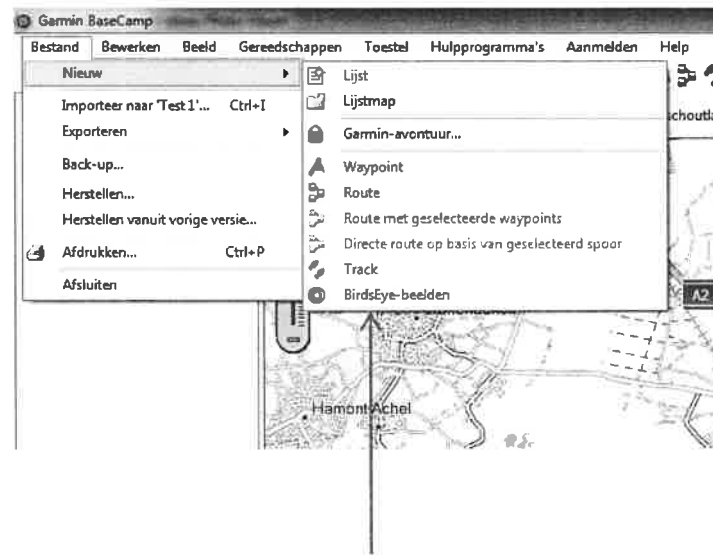 Garmin BaseCamp
Bestand Bewerken Beeld Gereedschappen Toestel Hulpprogramma's Aanmelden Help
Nieuw
Importeer naar 'Test 1'... Ctrl+I
Exporteren
Back-up...
Herstellen...
Herstellen vanuit vorige versie...
Afdrukken... Ctrl+P
Afsluiten
Lijst
Lijstmap
Garmin-avontuur...
Waypoint
Route
Route met geselecteerde waypoints
Directe route op basis van geselecteerd spoor
Track
BirdsEye-beelden
A2
Hamont Achel